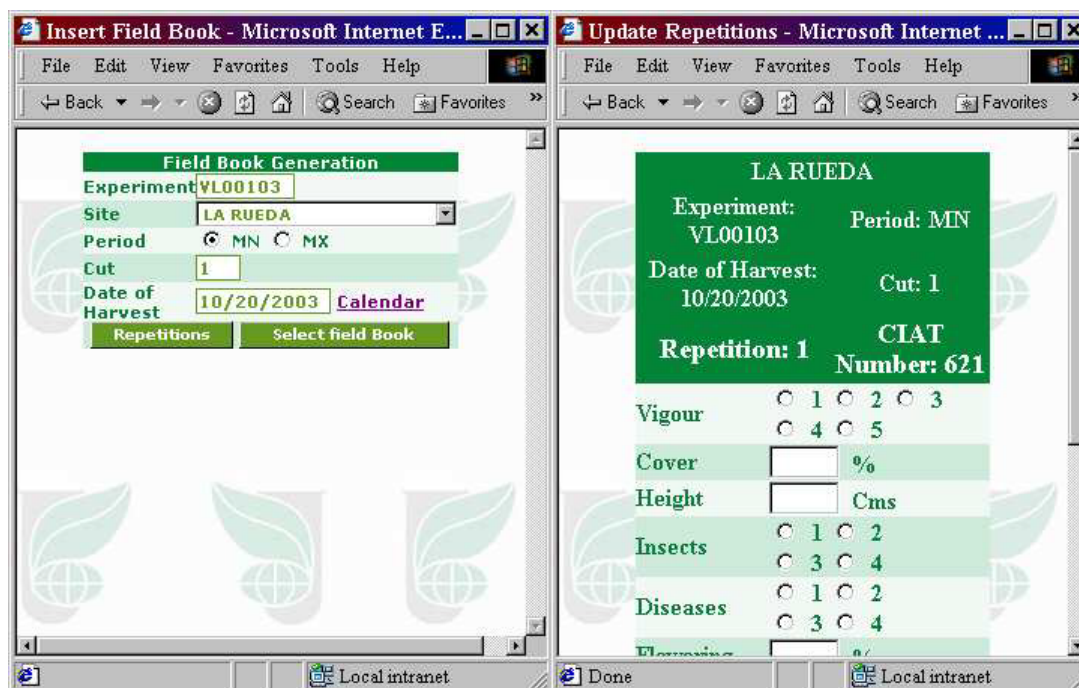 Insert Field Book - Microsoft Internet E...
File Edit View Favorites Tools Help
Back Search Favorites »
Field Book Generation
Experiment VL00103
Site LA RUEDA
Period MN MX
Cut 1
Date of Harvest 10/20/2003 Calendar
Repetitions Select field Book
Local intranet
Update Repetitions - Microsoft Internet ...
File Edit View Favorites Tools Help
Back Search Favorites »
LA RUEDA
Experiment: VL00103 Period: MN
Date of Harvest: 10/20/2003 Cut: 1
Repetition: 1 CIAT Number: 621
Vigour 1 2 3
4 5
Cover %
Height Cms
Insects 1 2
3 4
Diseases 1 2
3 4
Flowering %
Done Local intranet